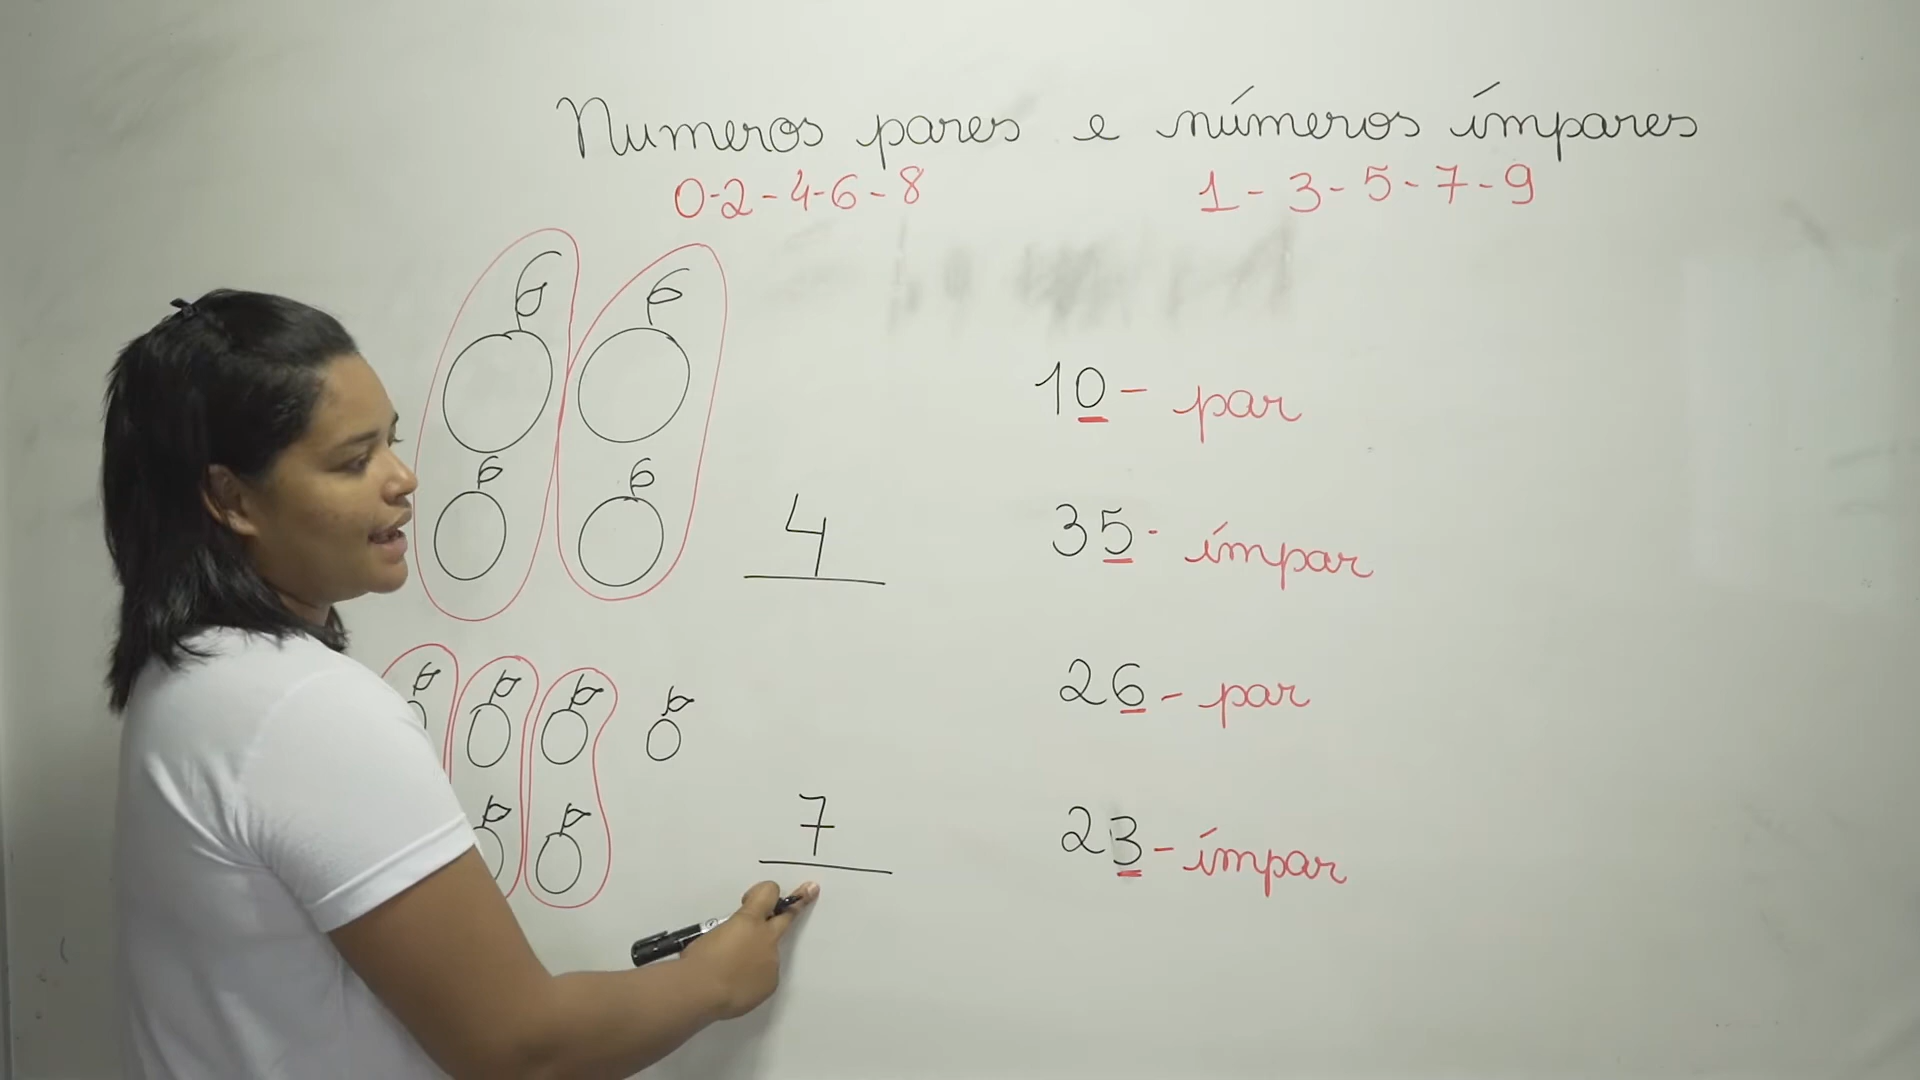 Numeros pares e números ímpares
0-2-4-6-8
1-3-5-7-9
4
7
10 - par
35 - ímpar
26 - par
23 - ímpar